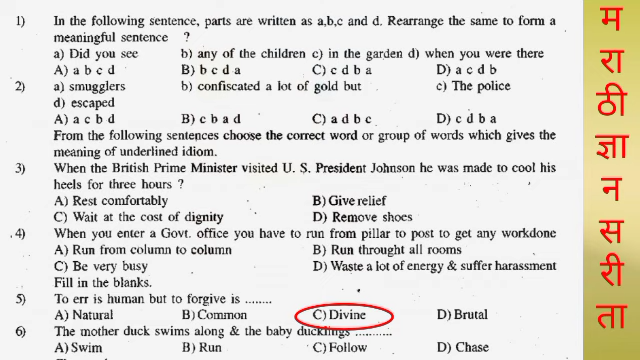 1) In the following sentence, parts are written as a,b,c and d. Rearrange the same to form a
meaningful sentence ?
a) Did you see b) any of the children c) in the garden d) when you were there
A) a b c d B) b c d a C) c d b a D) a c d b
2) a) smugglers b) confiscated a lot of gold but c) The police
d) escaped
A) a c b d B) c b a d C) a d b c D) c d b a
From the following sentences choose the correct word or group of words which gives the
meaning of underlined idiom.
3) When the British Prime Minister visited U. S. President Johnson he was made to cool his
heels for three hours ?
A) Rest comfortably B) Give relief
C) Wait at the cost of dignity D) Remove shoes
4) When you enter a Govt. office you have to run from pillar to post to get any workdone
A) Run from column to column B) Run throught all rooms
C) Be very busy D) Waste a lot of energy & suffer harassment
Fill in the blanks.
5) To err is human but to forgive is ........
A) Natural B) Common C) Divine D) Brutal
6) The mother duck swims along & the baby ducklings ...........
A) Swim B) Run C) Follow D) Chase
म
रा
ठी
ज्ञा
न
स
री
ता